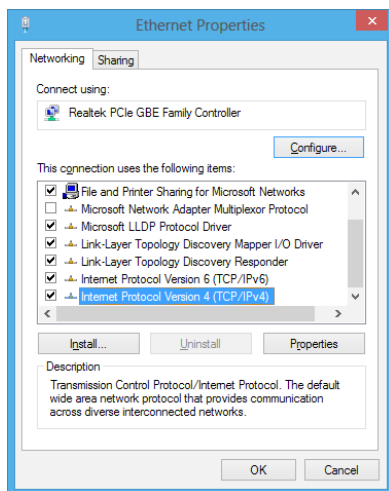 Ethernet Properties
Networking
Sharing
Connect using:
Realtek PCIe GBE Family Controller
Configure...
This connection uses the following items:
File and Printer Sharing for Microsoft Networks
Microsoft Network Adapter Multiplexor Protocol
Microsoft LLDP Protocol Driver
Link-Layer Topology Discovery Mapper I/O Driver
Link-Layer Topology Discovery Responder
Internet Protocol Version 6 (TCP/IPv6)
Internet Protocol Version 4 (TCP/IPv4)
Install...
Uninstall
Properties
Description
Transmission Control Protocol/Internet Protocol. The default
wide area network protocol that provides communication
across diverse interconnected networks.
OK
Cancel